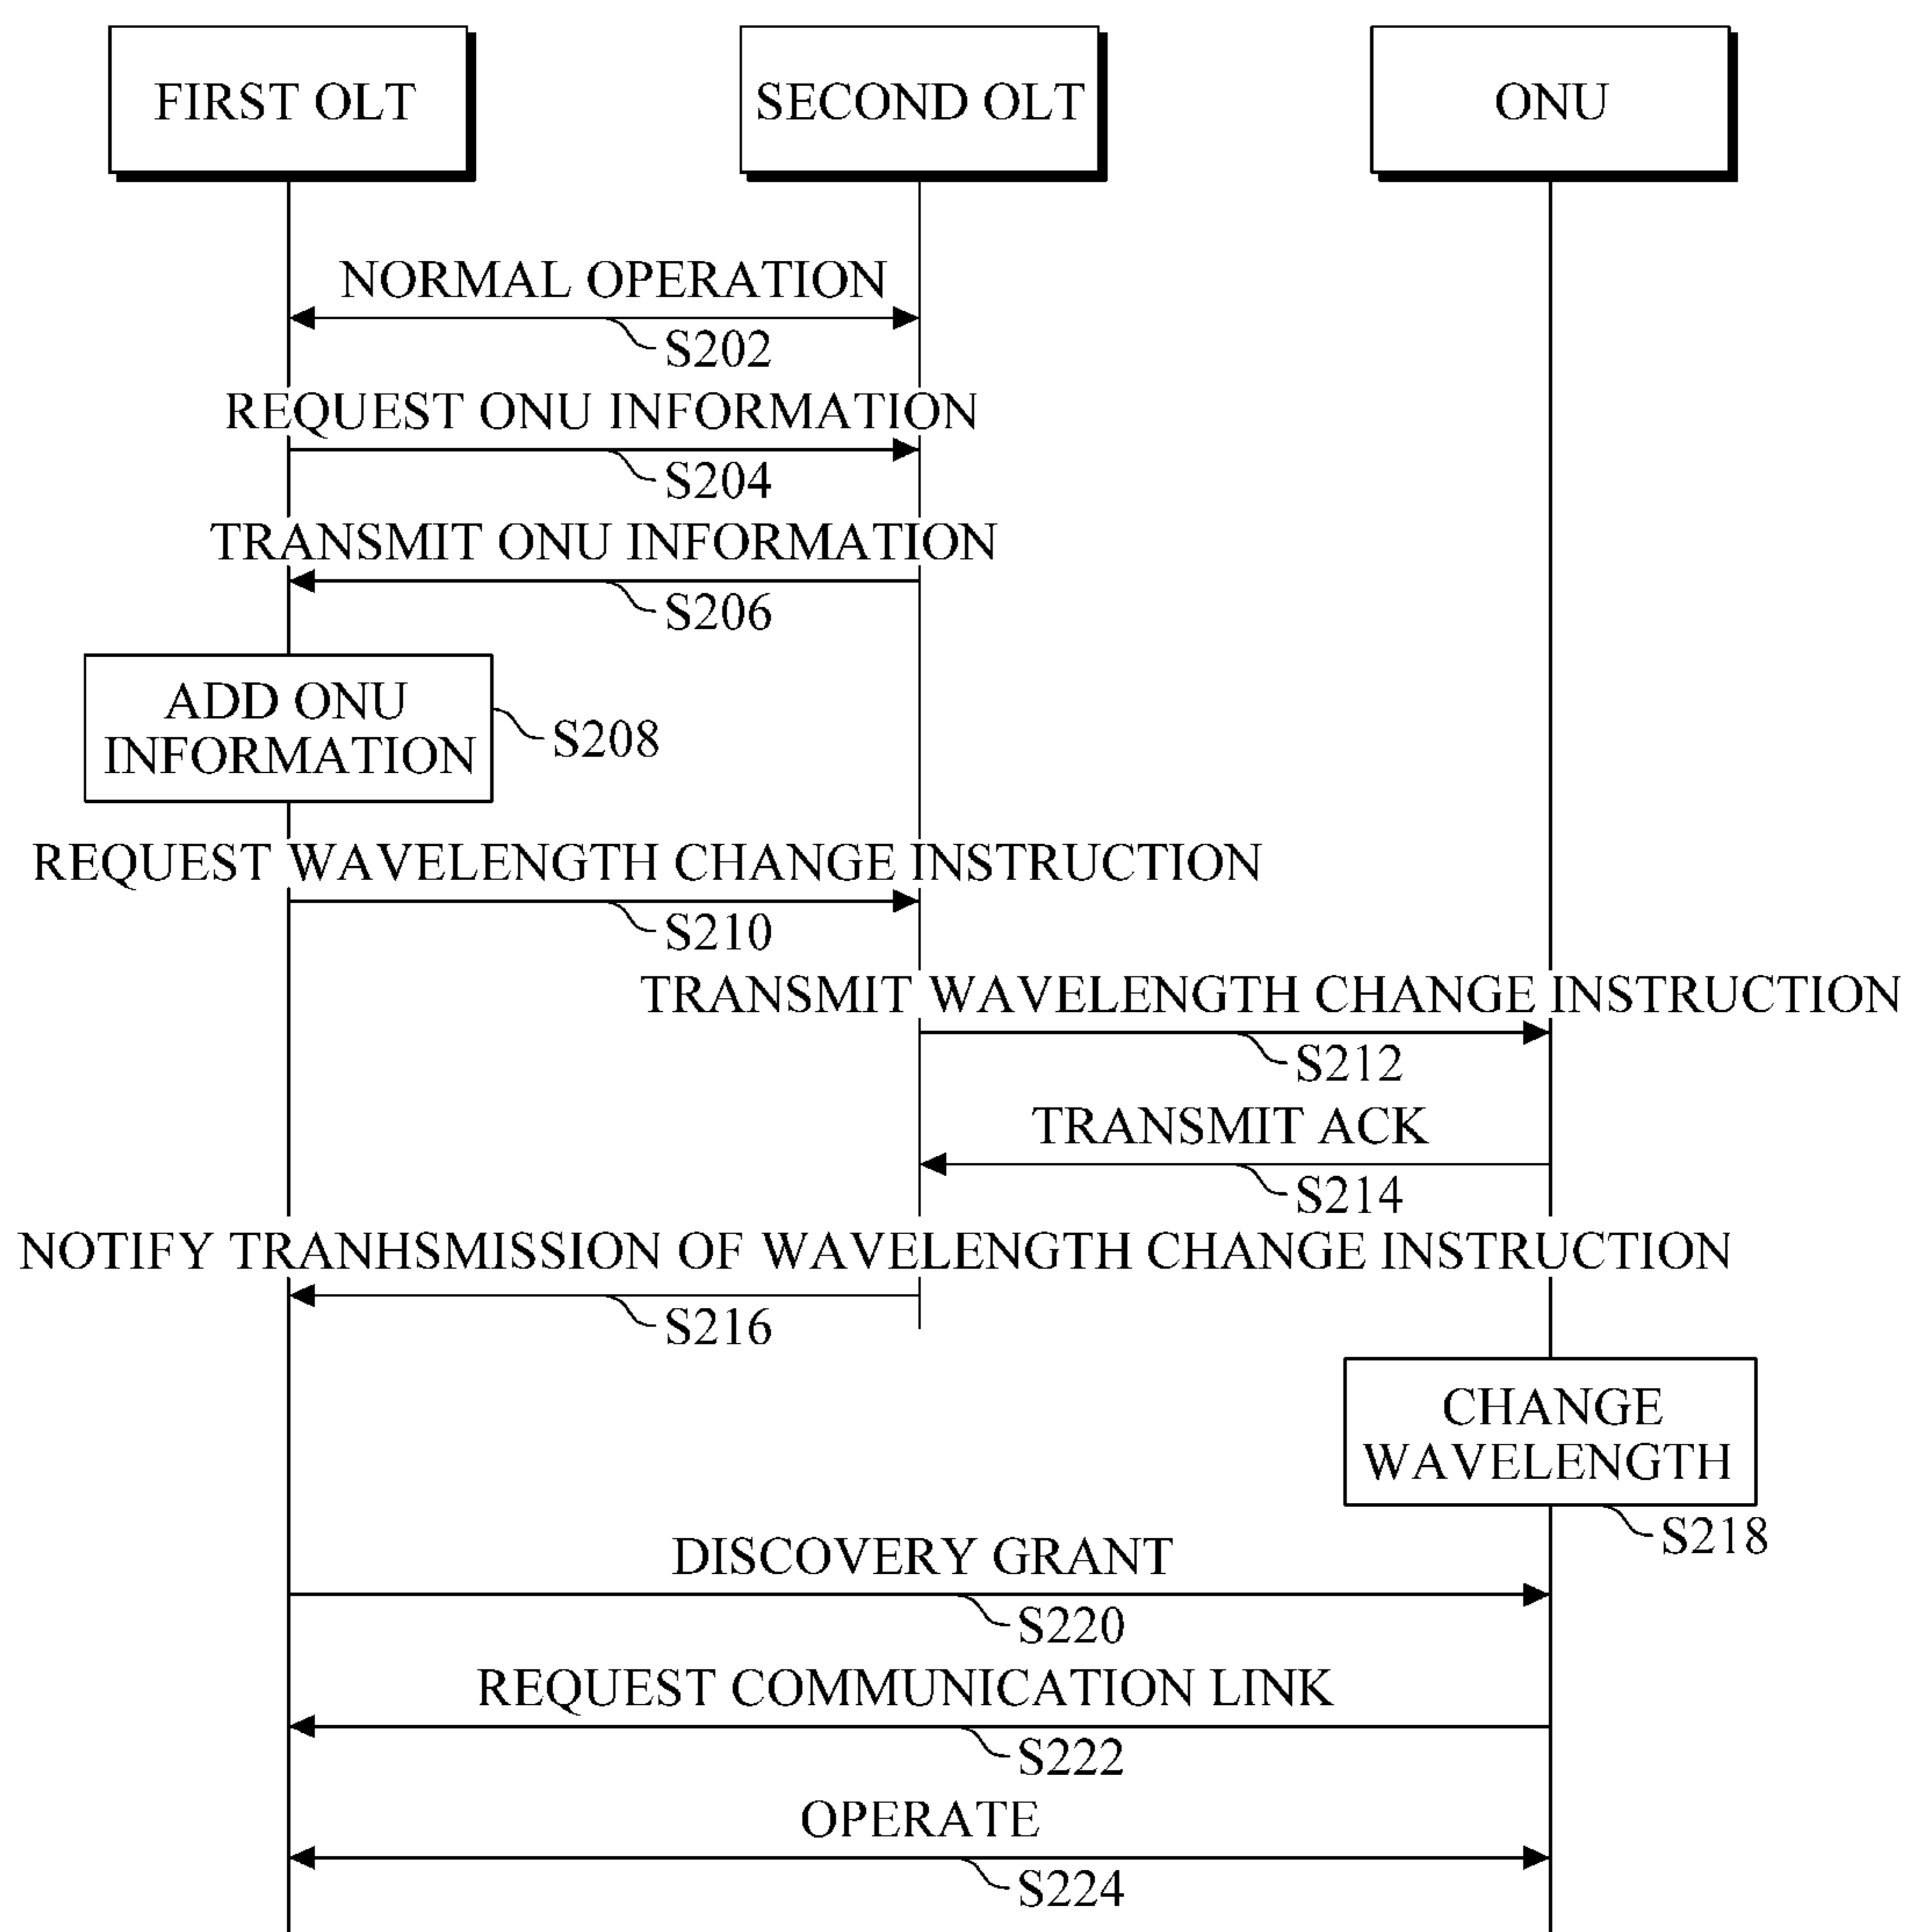 FIRST OLT
SECOND OLT
ONU
NORMAL OPERATION
S202
REQUEST ONU INFORMATION
S204
TRANSMIT ONU INFORMATION
S206
ADD ONU
INFORMATION
S208
REQUEST WAVELENGTH CHANGE INSTRUCTION
S210
TRANSMIT WAVELENGTH CHANGE INSTRUCTION
S212
TRANSMIT ACK
S214
NOTIFY TRANHSMISSION OF WAVELENGTH CHANGE INSTRUCTION
S216
CHANGE
WAVELENGTH
S218
DISCOVERY GRANT
S220
REQUEST COMMUNICATION LINK
S222
OPERATE
S224